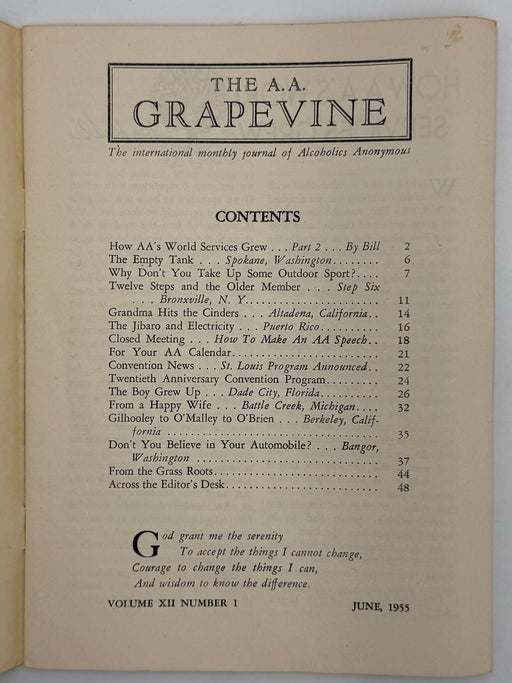 THE A.A.
GRAPEVINE
The international monthly journal of Alcoholics Anonymous
CONTENTS
How AA's World Services Grew . . . Part 2 . . . By Bill 2
The Empty Tank . . . Spokane, Washington........ 6
Why Don't You Take Up Some Outdoor Sport?.... 7
Twelve Steps and the Older Member . . . Step Six
. . . Bronxville, N. Y....................... 11
Grandma Hits the Cinders . . . Altadena, California.. 14
The Jibaro and Electricity . . . Puerto Rico......... 16
Closed Meeting . . . How To Make An AA Speech.. 18
For Your AA Calendar......................... 21
Convention News . . . St. Louis Program Announced.. 22
Twentieth Anniversary Convention Program........ 24
The Boy Grew Up . . . Dade City, Florida.......... 26
From a Happy Wife . . . Battle Creek, Michigan.... 32
Gilhooley to O'Malley to O'Brien . . . Berkeley, Calif-
fornia .................................... 35
Don't You Believe in Your Automobile? . . . Bangor,
Washington ............................... 37
From the Grass Roots............................ 44
Across the Editor's Desk.......................... 48
God grant me the serenity
To accept the things I cannot change,
Courage to change the things I can,
And wisdom to know the difference.
VOLUME XII NUMBER 1 JUNE, 1955